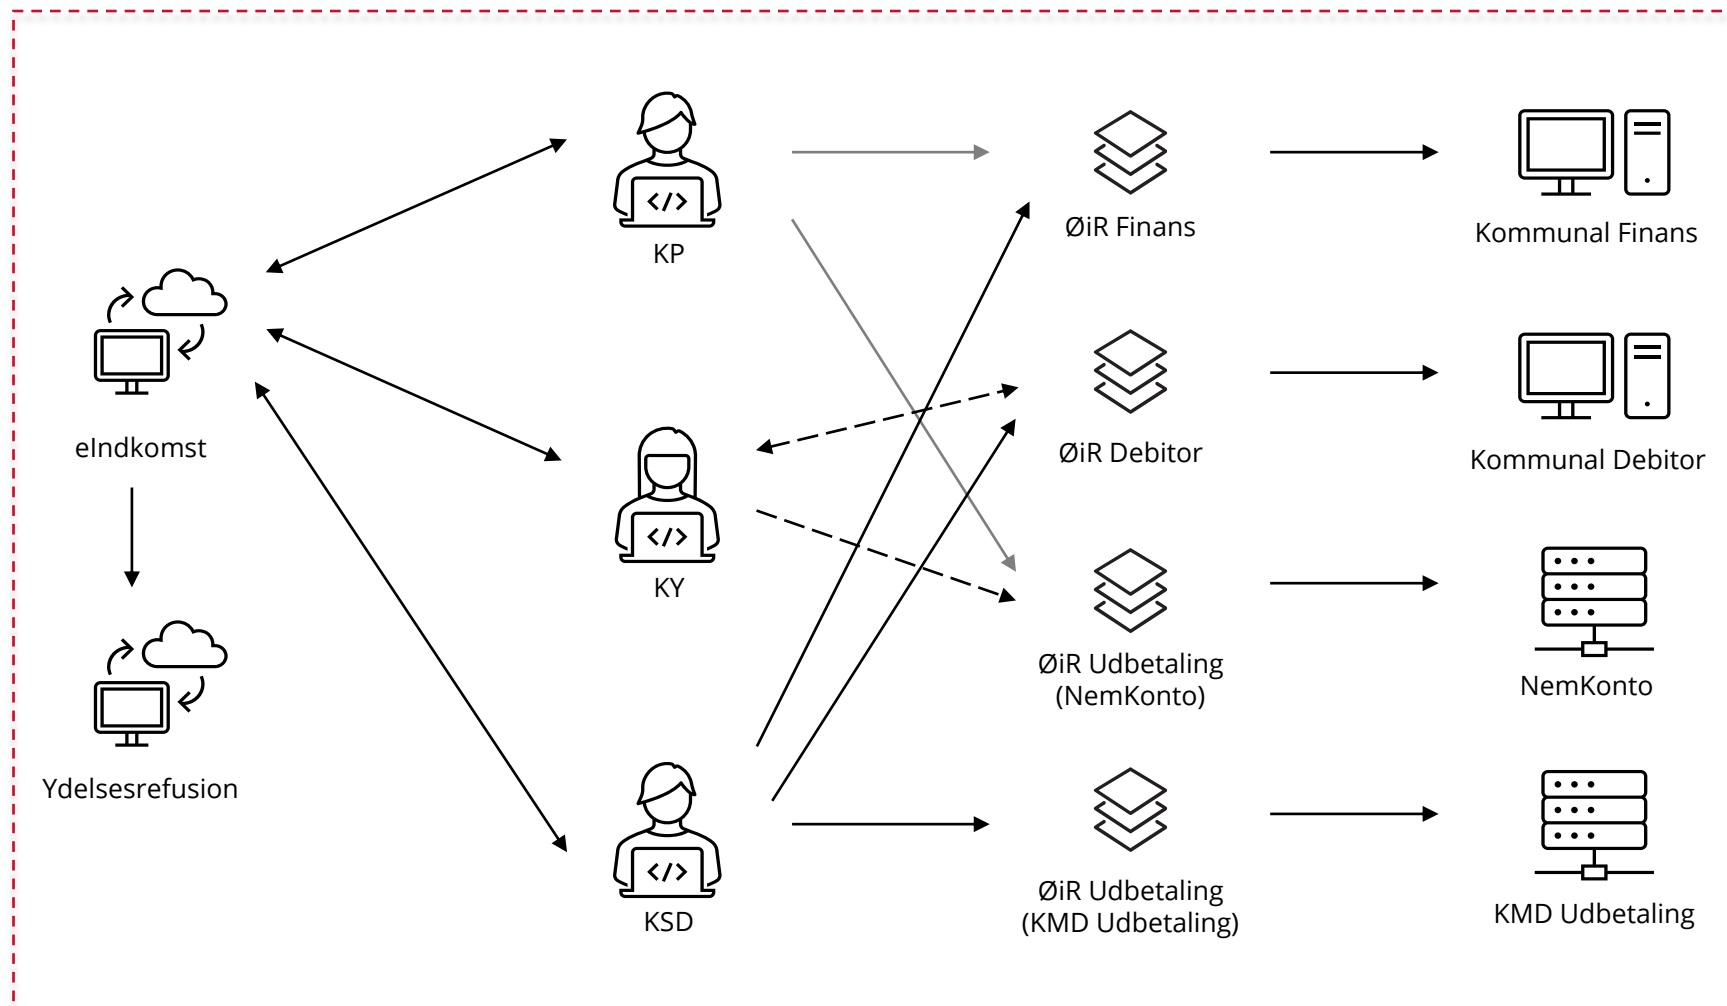 eIndkomst
Ydelsesrefusion
</>
KP
</>
KY
</>
KSD
ØiR Finans
ØiR Debitor
ØiR Udbetaling
(NemKonto)
ØiR Udbetaling
(KMD Udbetaling)
Kommunal Finans
Kommunal Debitor
NemKonto
KMD Udbetaling